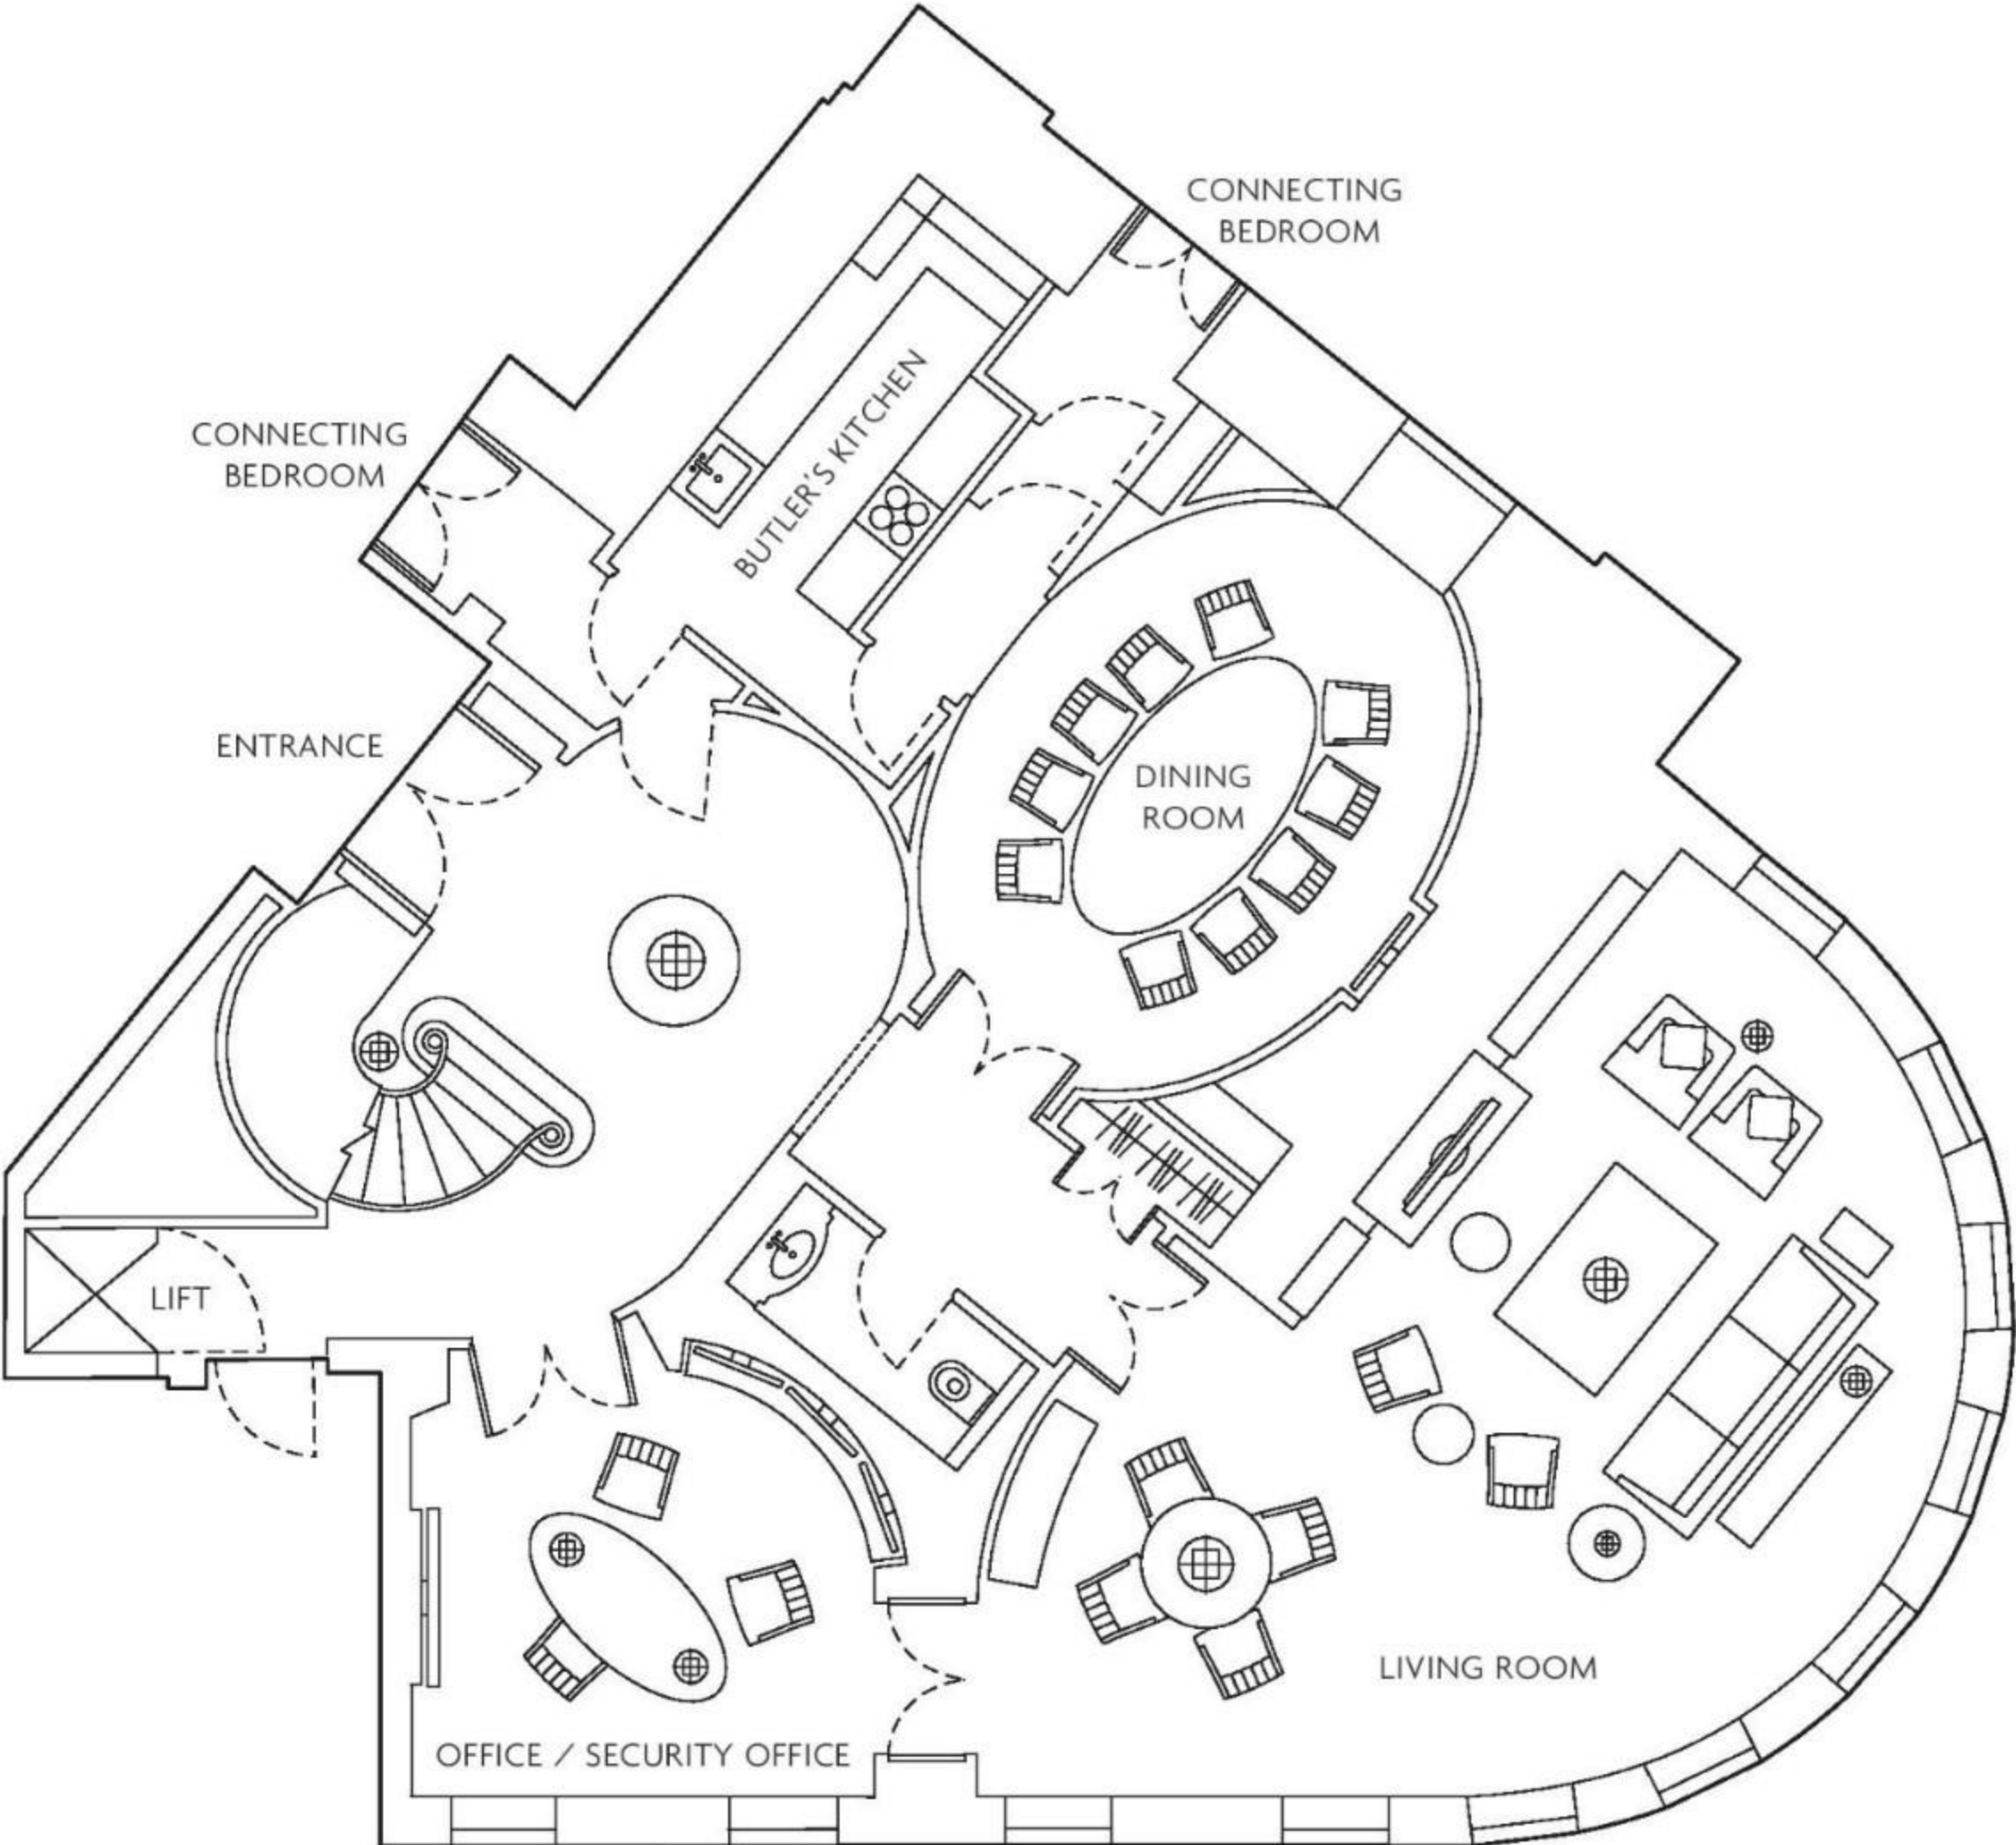 CONNECTING
BEDROOM
CONNECTING
BEDROOM
BUTLER'S KITCHEN
ENTRANCE
DINING
ROOM
LIFT
LIVING ROOM
OFFICE / SECURITY OFFICE